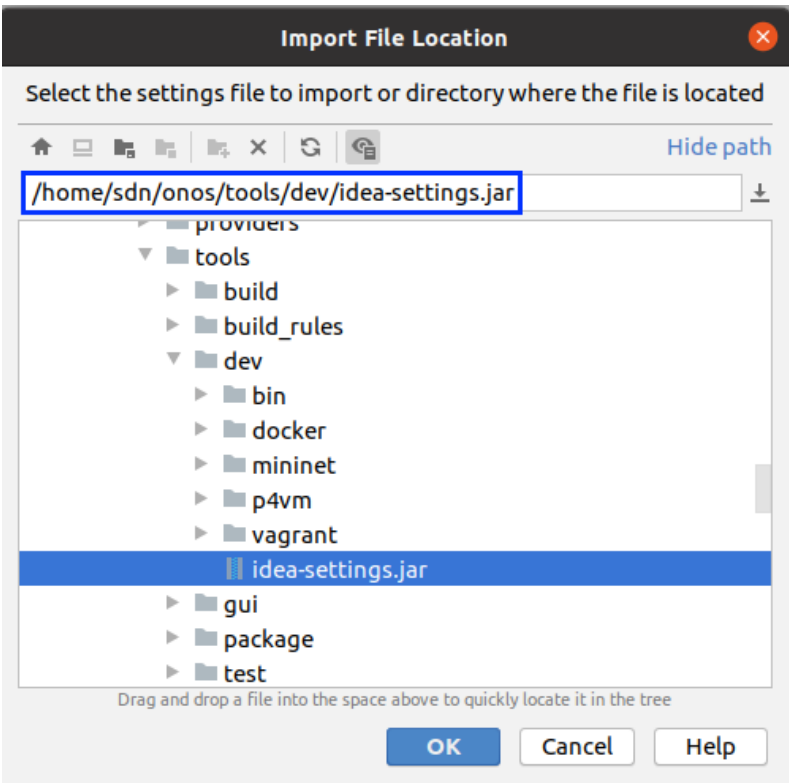 Import File Location
Select the settings file to import or directory where the file is located
Hide path
/home/sdn/onos/tools/dev/idea-settings.jar
providers
tools
build
build_rules
dev
bin
docker
mininet
p4vm
vagrant
idea-settings.jar
gui
package
test
Drag and drop a file into the space above to quickly locate it in the tree
OK Cancel Help